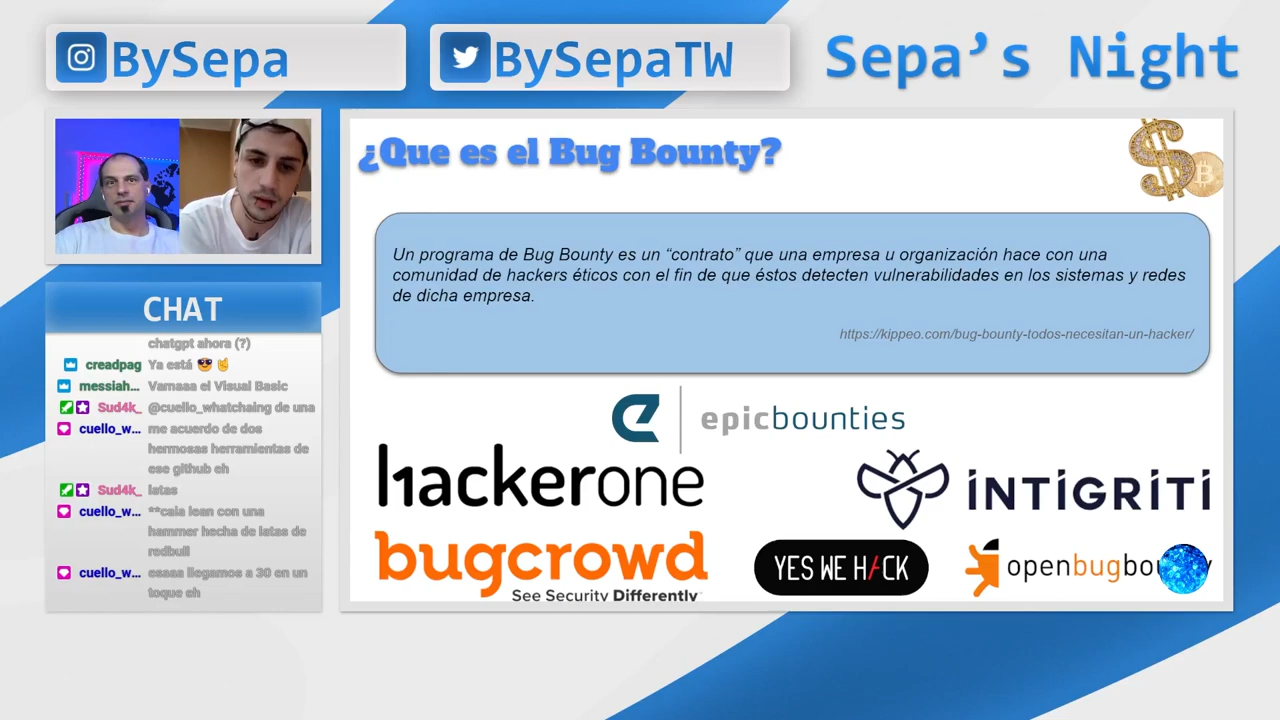 BySepa
BySepaTW
Sepa's Night
¿Que es el Bug Bounty?
Un programa de Bug Bounty es un “contrato” que una empresa u organización hace con una
comunidad de hackers éticos con el fin de que éstos detecten vulnerabilidades en los sistemas y redes
de dicha empresa.
https://kippeo.com/bug-bounty-todos-necesitan-un-hacker/
epicbounties
hackerone
INTIGRITI
bugcrowd
See Security Differently
YES WE H/CK
openbugbou
CHAT
chatgpt ahora (?)
creadpag Ya está 😎 🤘
messiah... Vamaaa el Visual Basic
Sud4k_ @cuello_whatchaing de una
cuello_w... me acuerdo de dos
hermosas herramientas de
ese github eh
Sud4k_ latas
cuello_w... **caia lean con una
hammer hecha de latas de
redbull
cuello_w... esaaa llegamos a 30 en un
toque eh